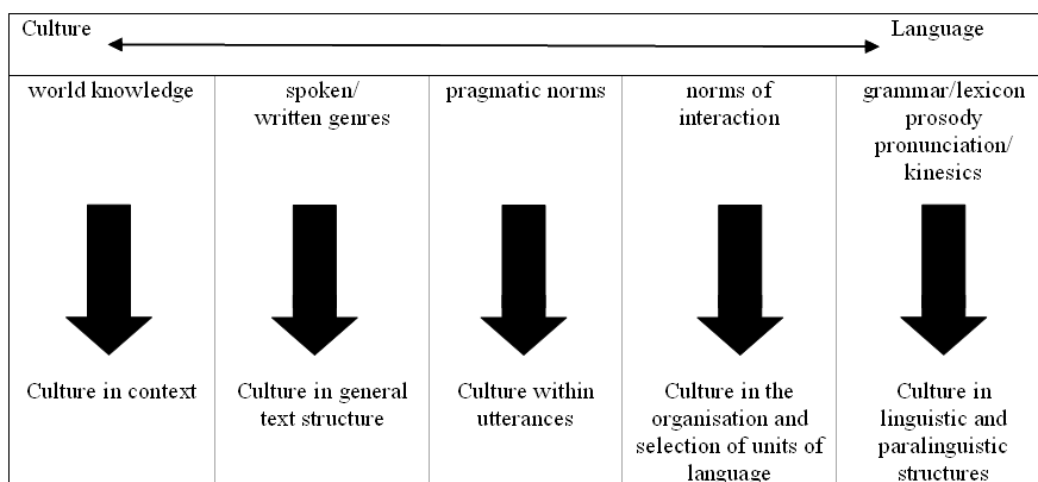 Culture
Language
world knowledge
spoken/
written genres
pragmatic norms
norms of
interaction
grammar/lexicon
prosody
pronunciation/
kinesics
Culture in context
Culture in general
text structure
Culture within
utterances
Culture in the
organisation and
selection of units of
language
Culture in
linguistic and
paralinguistic
structures